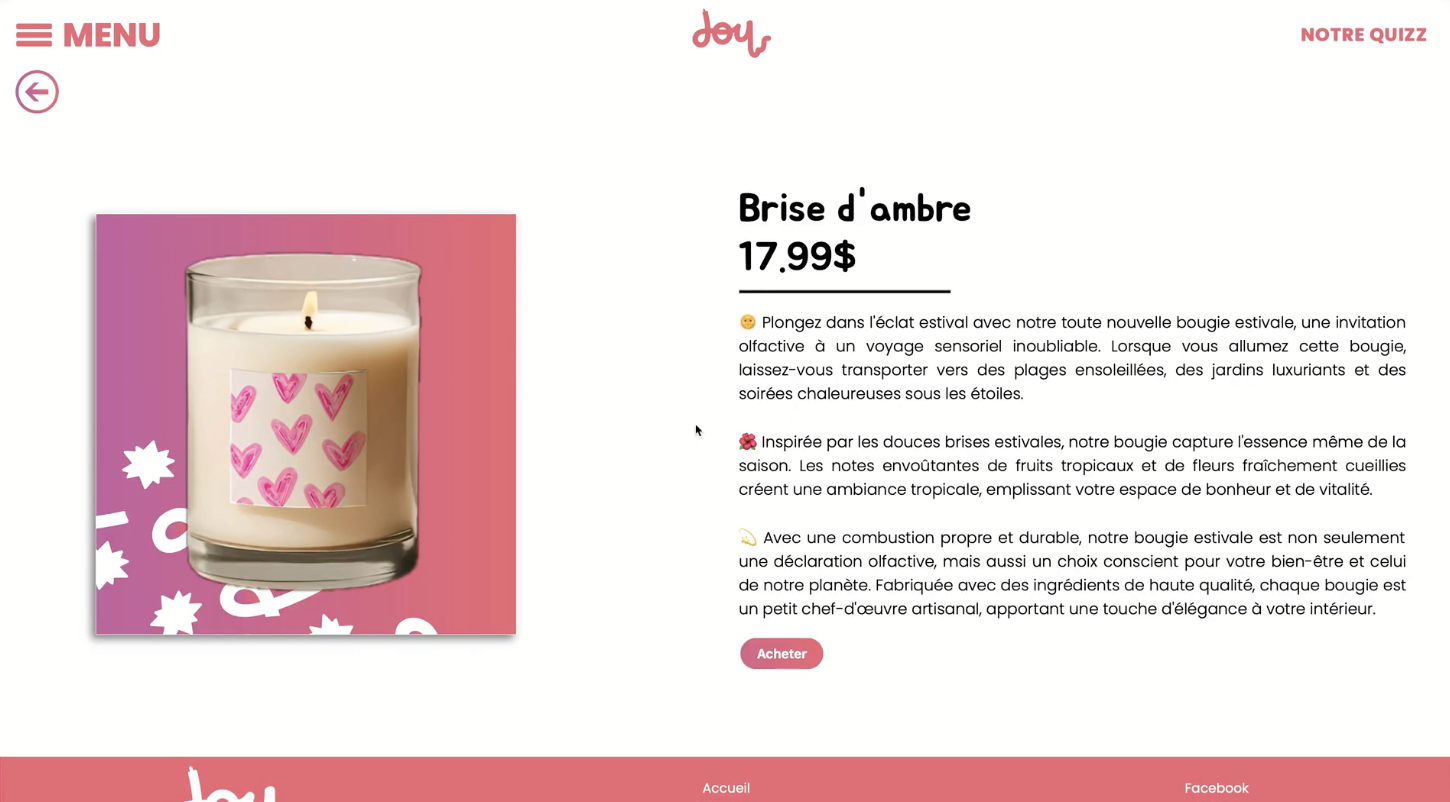 MENU
Joy
NOTRE QUIZZ
Brise d'ambre
17.99$
🌞 Plongez dans l'éclat estival avec notre toute nouvelle bougie estivale, une invitation
olfactive à un voyage sensoriel inoubliable. Lorsque vous allumez cette bougie,
laissez-vous transporter vers des plages ensoleillées, des jardins luxuriants et des
soirées chaleureuses sous les étoiles.
🌺 Inspirée par les douces brises estivales, notre bougie capture l'essence même de la
saison. Les notes envoûtantes de fruits tropicaux et de fleurs fraîchement cueillies
créent une ambiance tropicale, emplissant votre espace de bonheur et de vitalité.
💫 Avec une combustion propre et durable, notre bougie estivale est non seulement
une déclaration olfactive, mais aussi un choix conscient pour votre bien-être et celui
de notre planète. Fabriquée avec des ingrédients de haute qualité, chaque bougie est
un petit chef-d'œuvre artisanal, apportant une touche d'élégance à votre intérieur.
Acheter
Joy
Accueil
Facebook